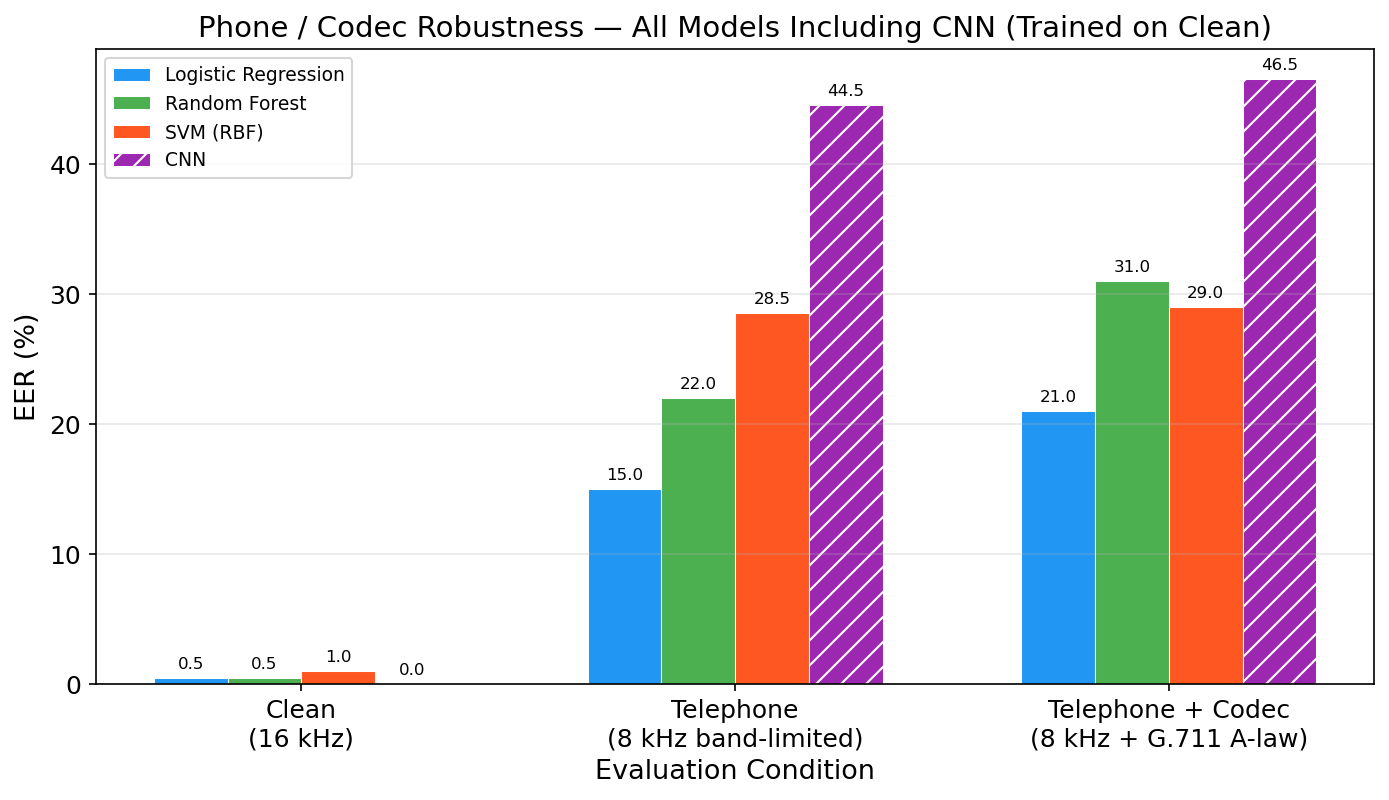 Phone / Codec Robustness — All Models Including CNN (Trained on Clean)
Logistic Regression
Random Forest
SVM (RBF)
CNN
EER (%)
40
30
20
10
0
0.5
0.5
1.0
0.0
15.0
22.0
28.5
44.5
21.0
31.0
29.0
46.5
Clean
(16 kHz)
Telephone
(8 kHz band-limited)
Telephone + Codec
(8 kHz + G.711 A-law)
Evaluation Condition